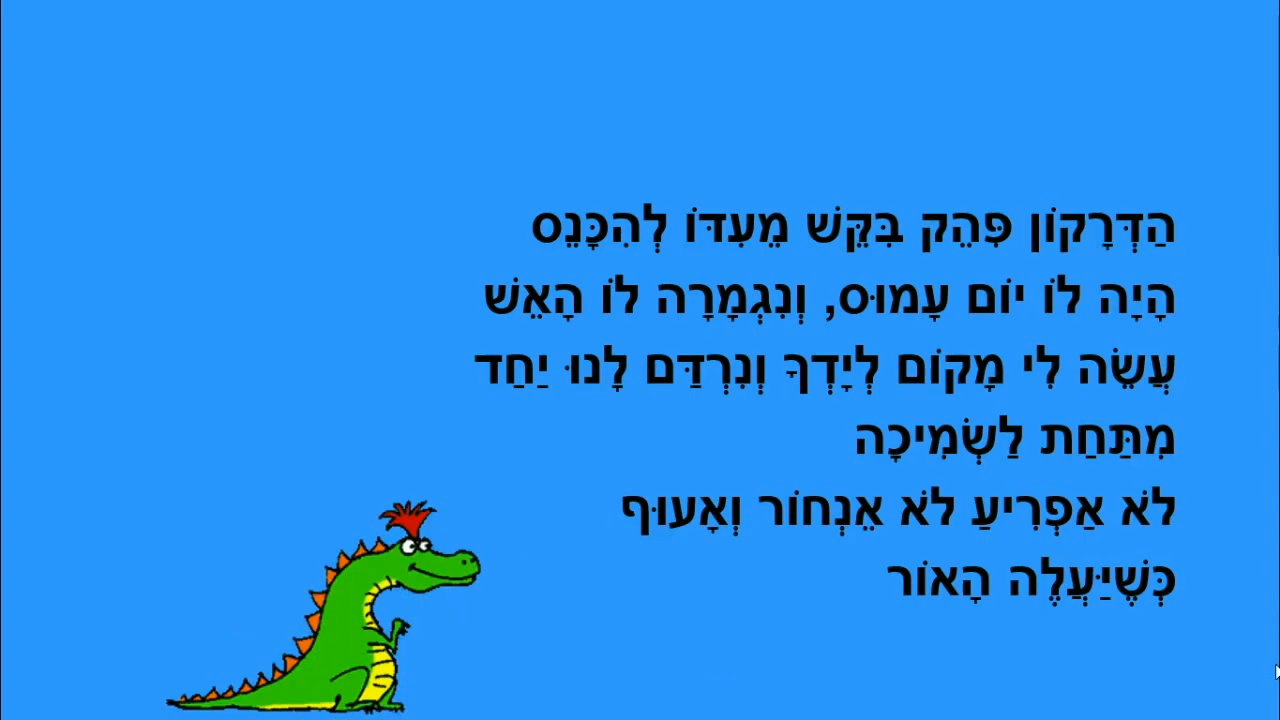 הַדְּרָקוֹן פִּהֵק בִּקֵּשׁ מֵעִדּוֹ לְהִכָּנֵס
הָיָה לוֹ יוֹם עָמוּס, וְנִגְמְרָה לוֹ הָאֵשׁ
עֲשֵׂה לִי מָקוֹם לְיָדְךָ וְנִרְדַּם לָנוּ יַחַד
מִתַּחַת לַשְּׂמִיכָה
לֹא אַפְרִיעַ לֹא אֵנְחוֹר וְאָעוּף
כְּשֶׁיַּעֲלֶה הָאוֹר